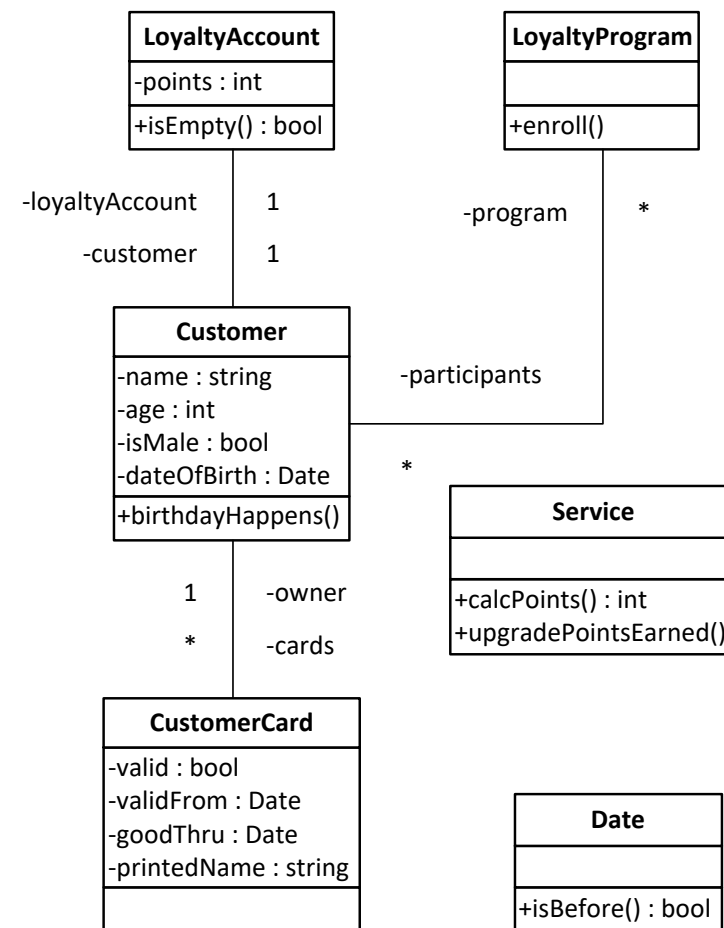 LoyaltyAccount
-points : int
+isEmpty() : bool
LoyaltyProgram
+enroll()
-loyaltyAccount 1
-customer 1
-program *
Customer
-name : string
-age : int
-isMale : bool
-dateOfBirth : Date
+birthdayHappens()
-participants
*
Service
+calcPoints() : int
+upgradePointsEarned()
1 -owner
* -cards
CustomerCard
-valid : bool
-validFrom : Date
-goodThru : Date
-printedName : string
Date
+isBefore() : bool